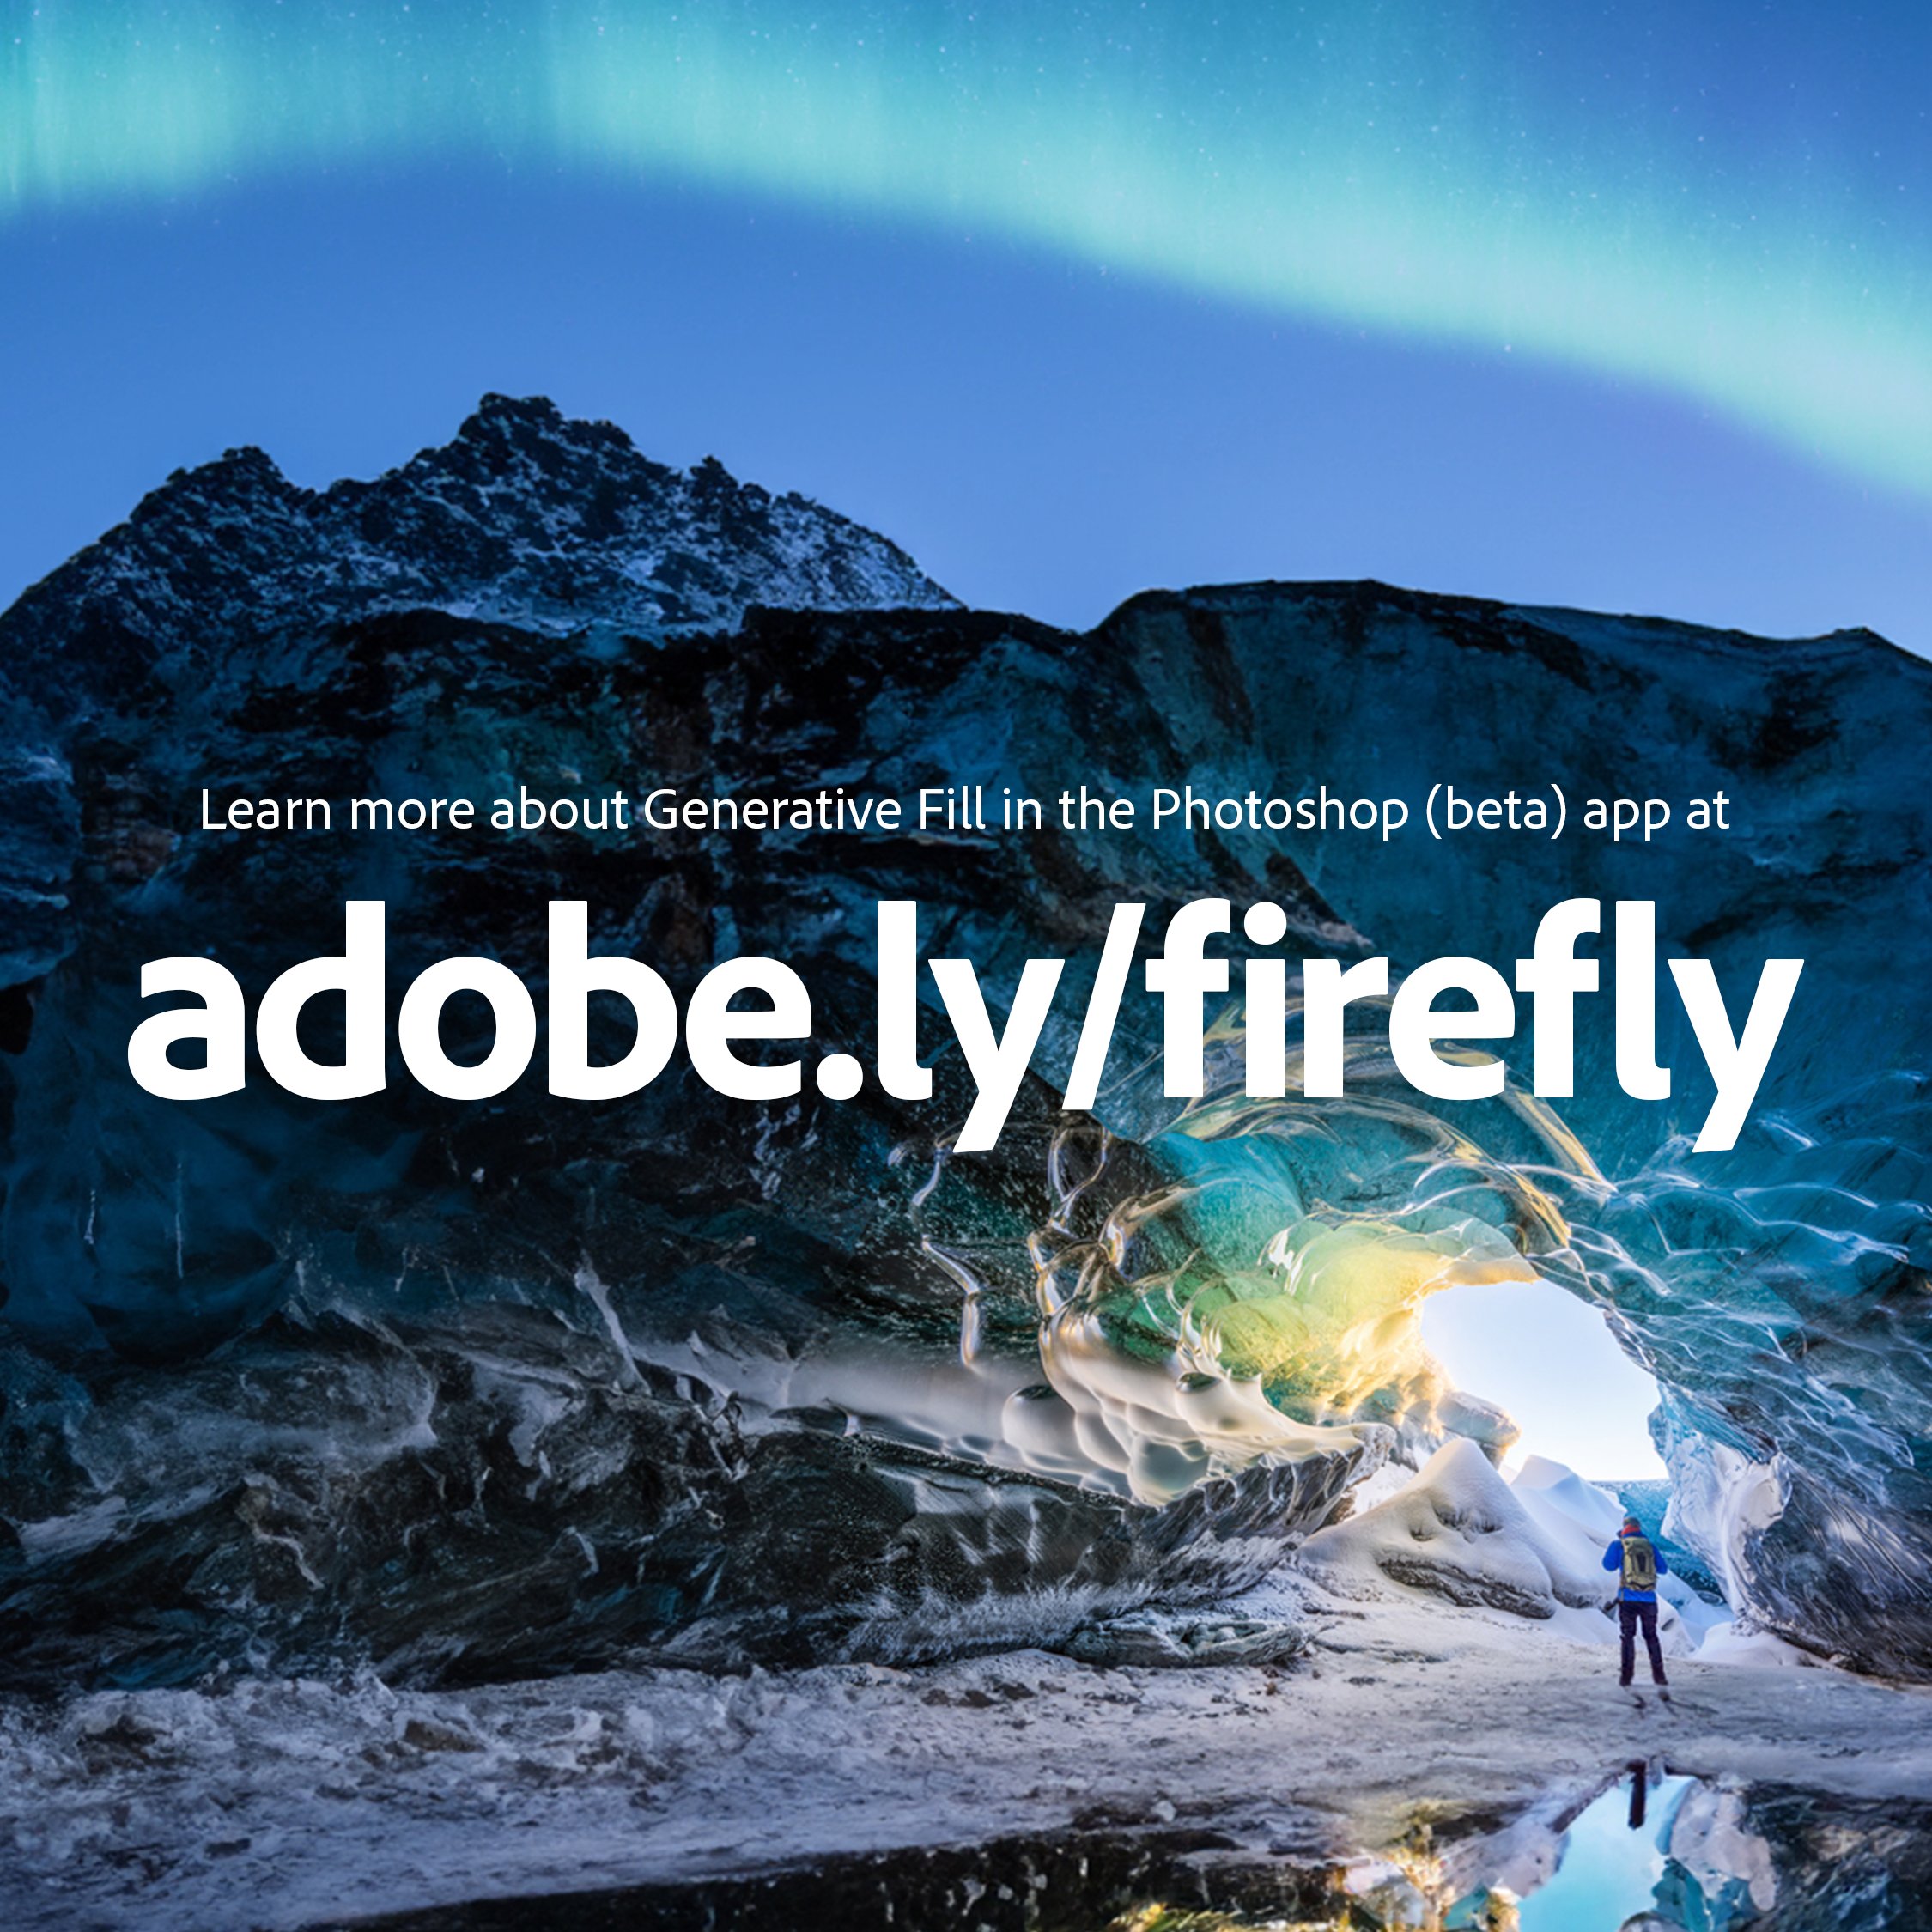 Learn more about Generative Fill in the Photoshop (beta) app at
adobe.ly/firefly